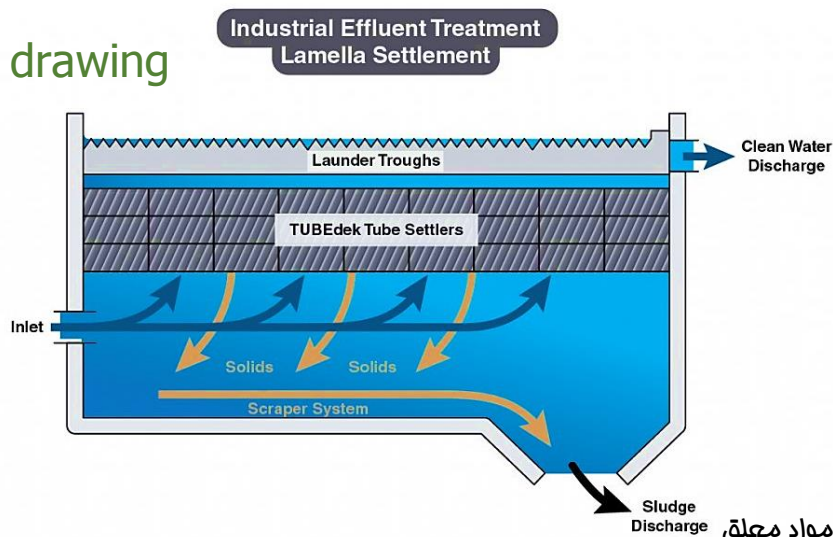 Industrial Effluent Treatment
Lamella Settlement
drawing
Launder Troughs
Clean Water
Discharge
TUBEdek Tube Settlers
Inlet
Solids
Solids
Scraper System
Sludge
Discharge
مواد معلق